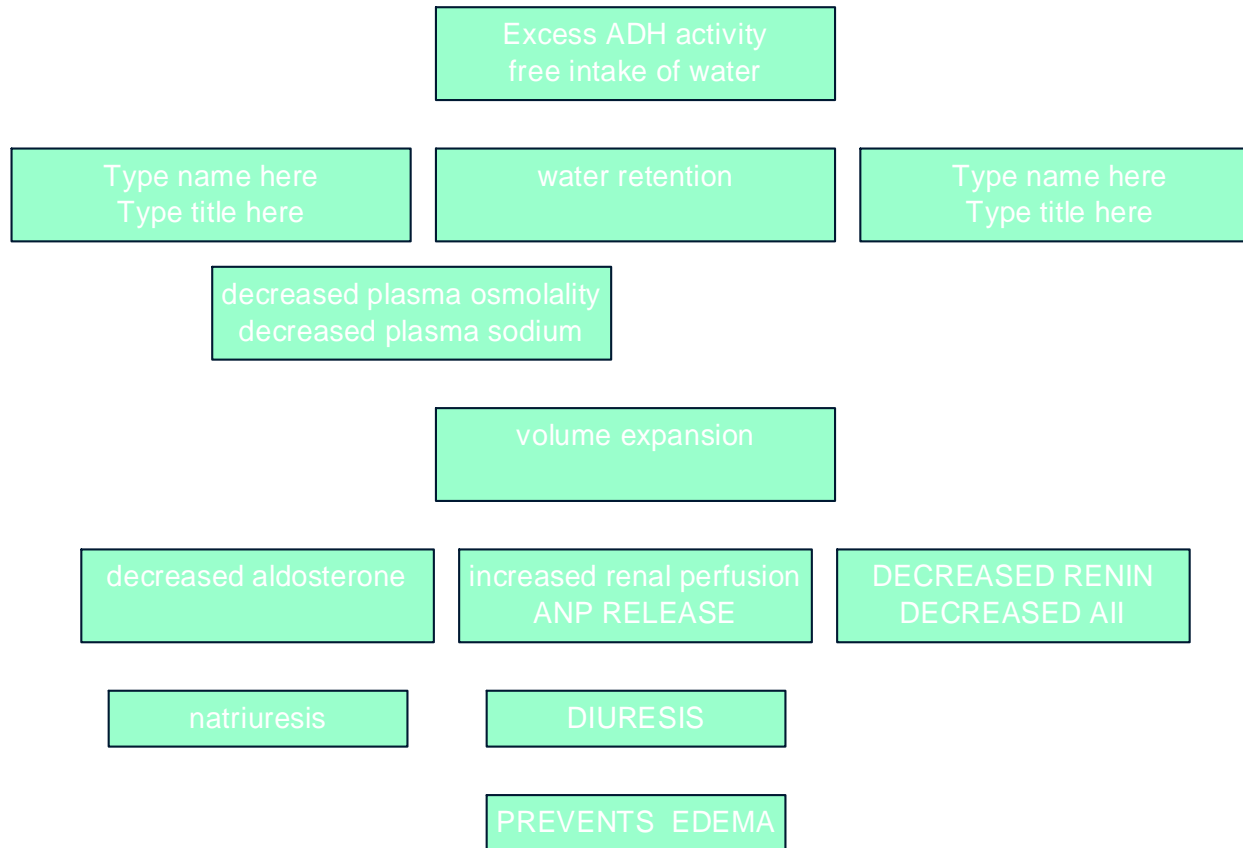 Excess ADH activity
free intake of water
Type name here
Type title here
water retention
Type name here
Type title here
decreased plasma osmolality
decreased plasma sodium
volume expansion
decreased aldosterone
increased renal perfusion
ANP RELEASE
DECREASED RENIN
DECREASED AII
natriuresis
DIURESIS
PREVENTS EDEMA